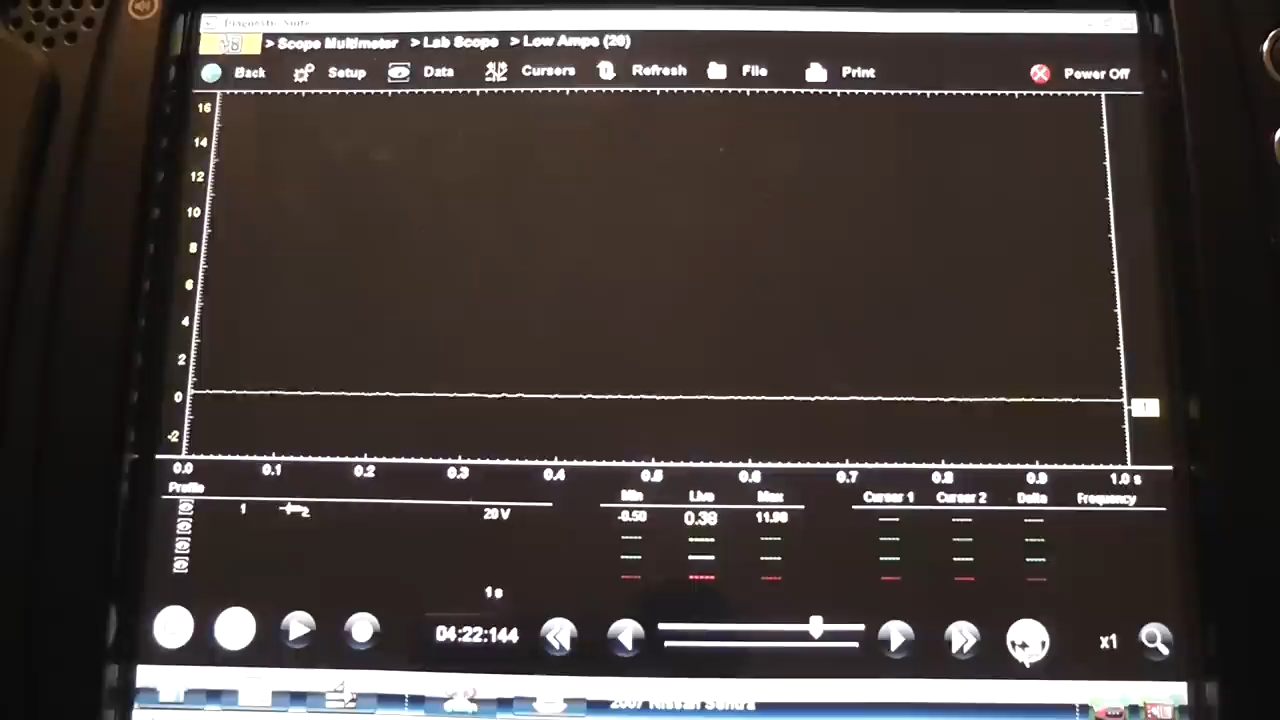 Diagnostic Suite
> Scope Multimeter > Lab Scope > Low Amps (20)
Back Setup Data Cursors Refresh File Print Power Off
16
14
12
10
8
6
4
2
0
-2
1
0.0 0.1 0.2 0.3 0.4 0.5 0.6 0.7 0.8 0.9 1.0 s
Profile Min Live Max Cursor 1 Cursor 2 Delta Frequency
1 20 V -0.50 0.38 11.98
1s
04:22:144 x1
2007 Nissan Sentra